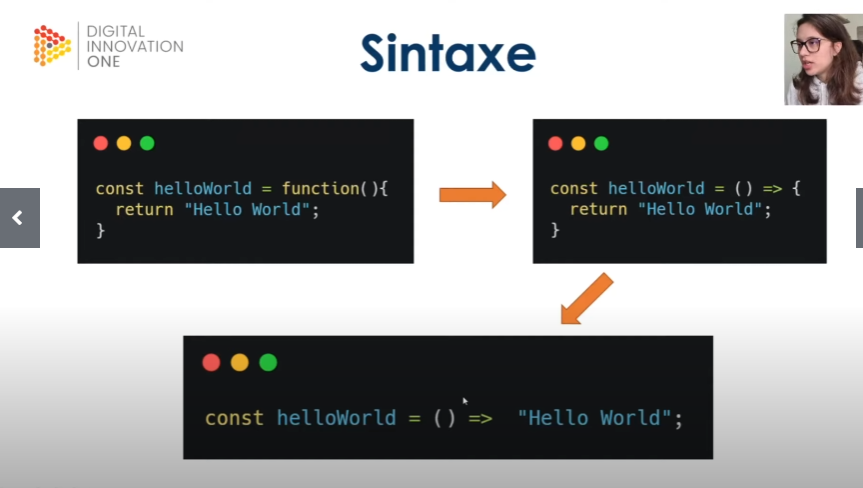 DIGITAL
INNOVATION
ONE
Sintaxe
const helloWorld = function(){
return "Hello World";
}
const helloWorld = () => {
return "Hello World";
}
const helloWorld = () =>  "Hello World";